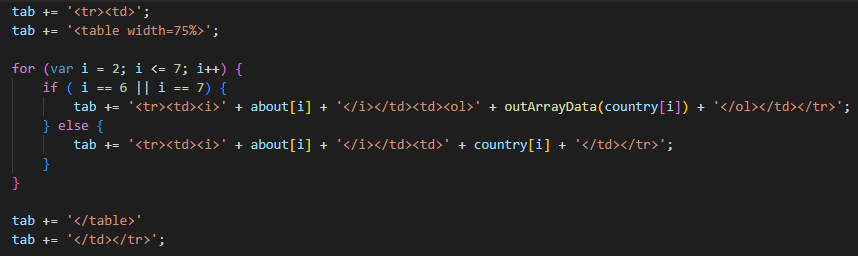 tab += '<tr><td>';
tab += '<table width=75%>';
for (var i = 2; i <= 7; i++) {
if ( i == 6 || i == 7) {
tab += '<tr><td><i>' + about[i] + '</i></td><td><ol>' + outArrayData(country[i]) + '</ol></td></tr>';
} else {
tab += '<tr><td><i>' + about[i] + '</i></td><td>' + country[i] + '</td></tr>';
}
}
tab += '</table>'
tab += '</td></tr>';